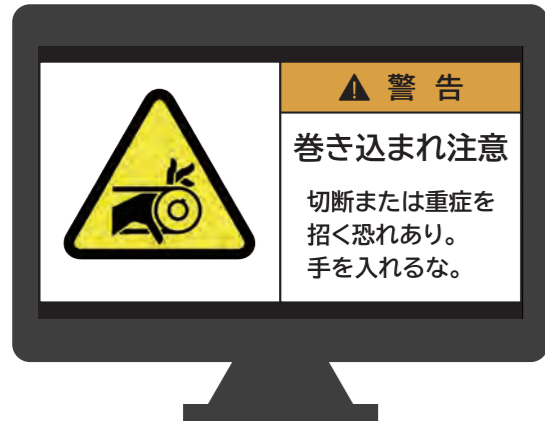 警告
巻き込まれ注意
切断または重症を
招く恐れあり。
手を入れるな。